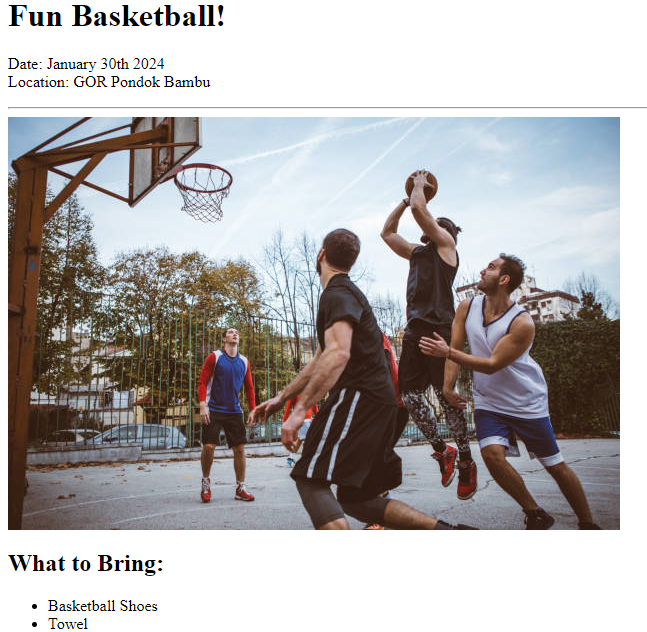 Fun Basketball!
Date: January 30th 2024
Location: GOR Pondok Bambu
What to Bring:
Basketball Shoes
Towel